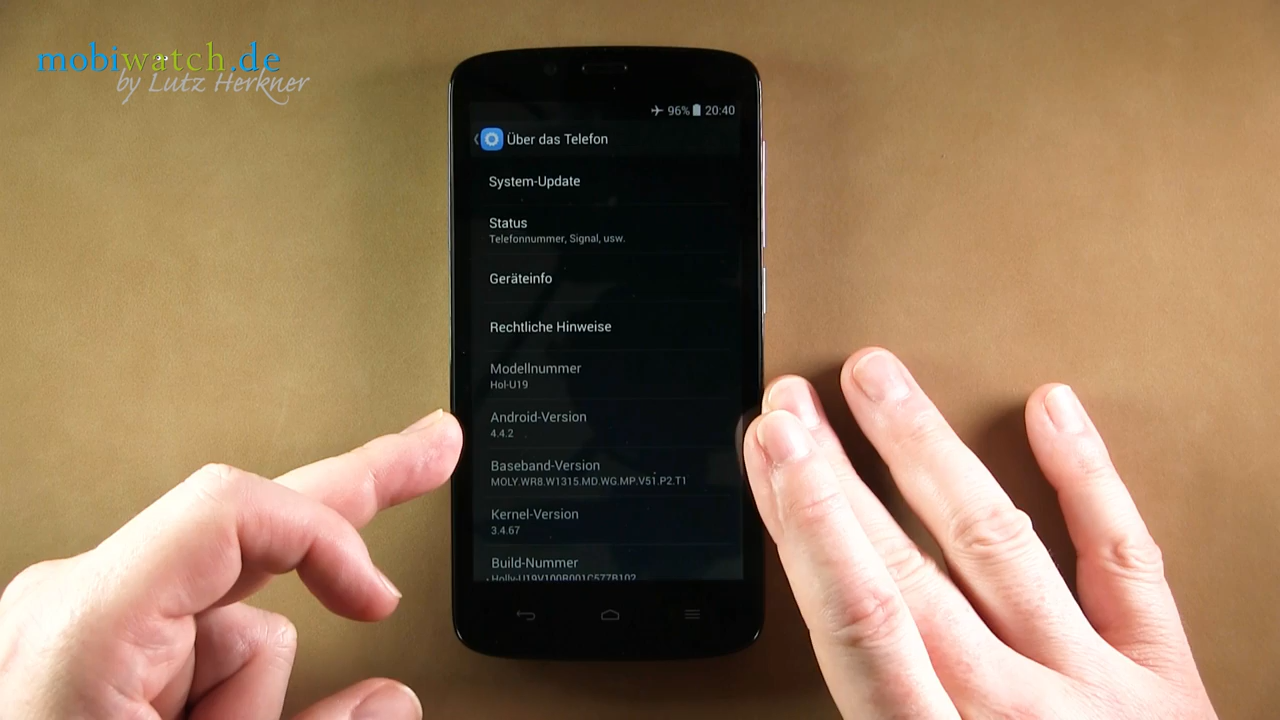 mobiwatch.de
by Lutz Herkner
96% 20:40
Über das Telefon
System-Update
Status
Telefonnummer, Signal, usw.
Geräteinfo
Rechtliche Hinweise
Modellnummer
Hol-U19
Android-Version
4.4.2
Baseband-Version
MOLY.WR8.W1315.MD.WG.MP.V51.P2.T1
Kernel-Version
3.4.67
Build-Nummer
Holly-U19V100R001C577B102